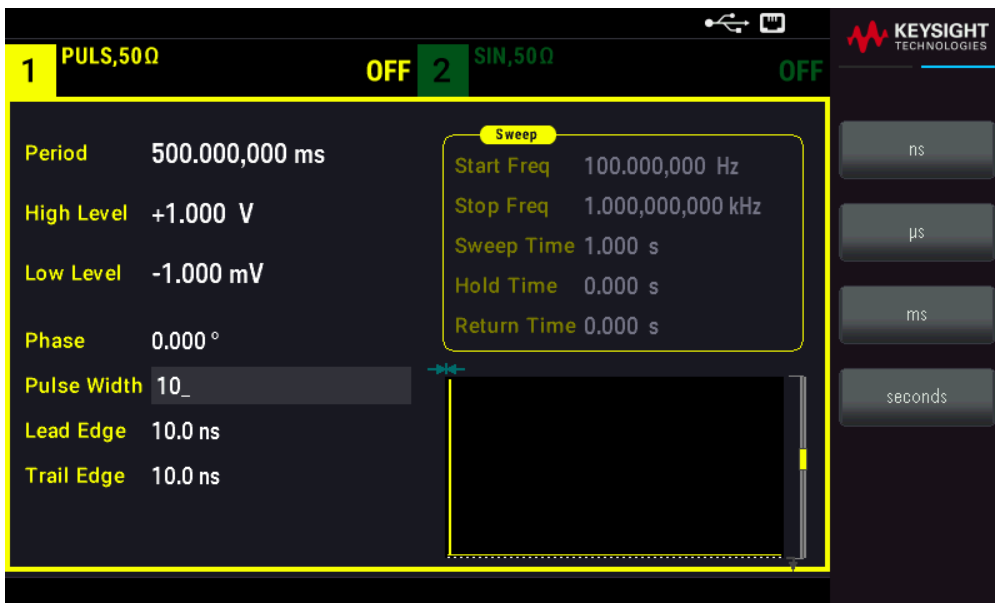 KEYSIGHT
TECHNOLOGIES
1 PULS,50Ω OFF
2 SIN,50Ω OFF
Period 500.000,000 ms
High Level +1.000 V
Low Level -1.000 mV
Phase 0.000 °
Pulse Width 10_
Lead Edge 10.0 ns
Trail Edge 10.0 ns
Sweep
Start Freq 100.000,000 Hz
Stop Freq 1.000,000,000 kHz
Sweep Time 1.000 s
Hold Time 0.000 s
Return Time 0.000 s
ns
µs
ms
seconds